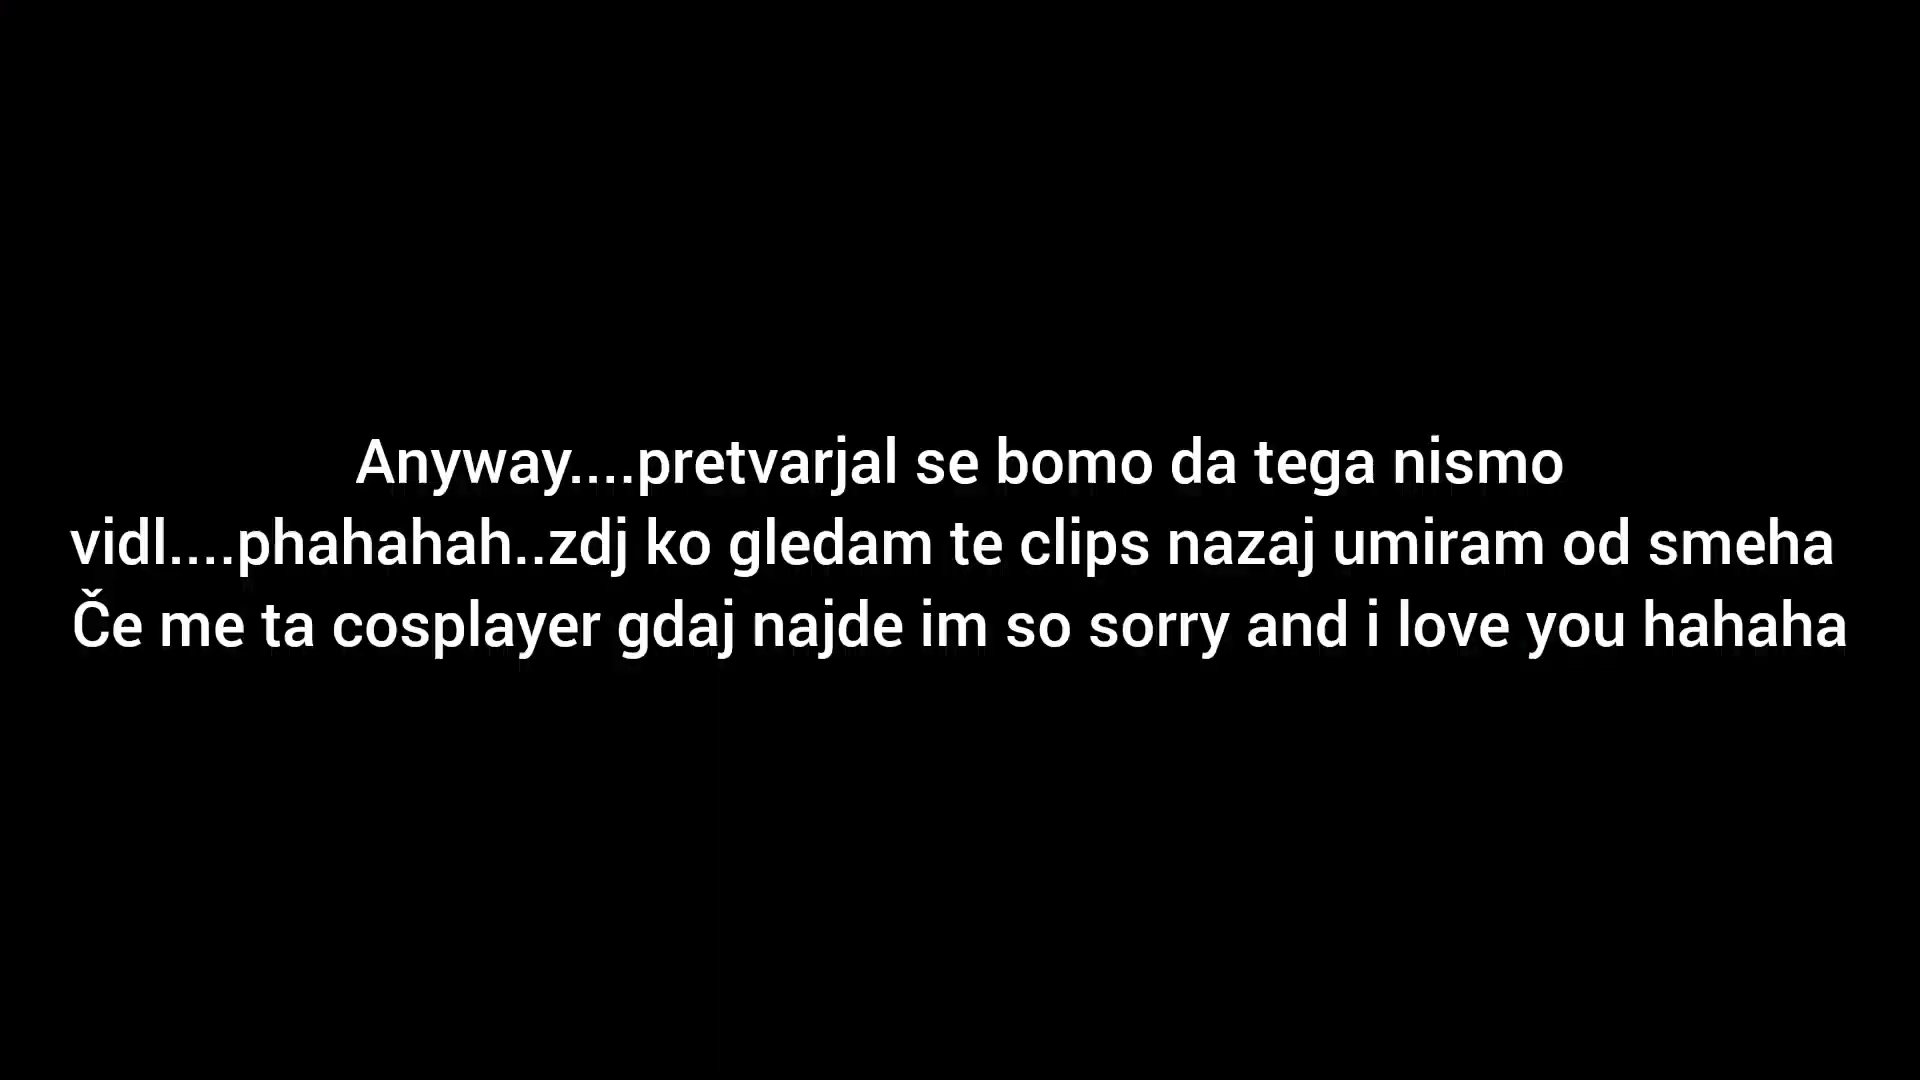 Anyway....pretvarjal se bomo da tega nismo
vidl....phahahah..zdj ko gledam te clips nazaj umiram od smeha
Če me ta cosplayer gdaj najde im so sorry and i love you hahaha